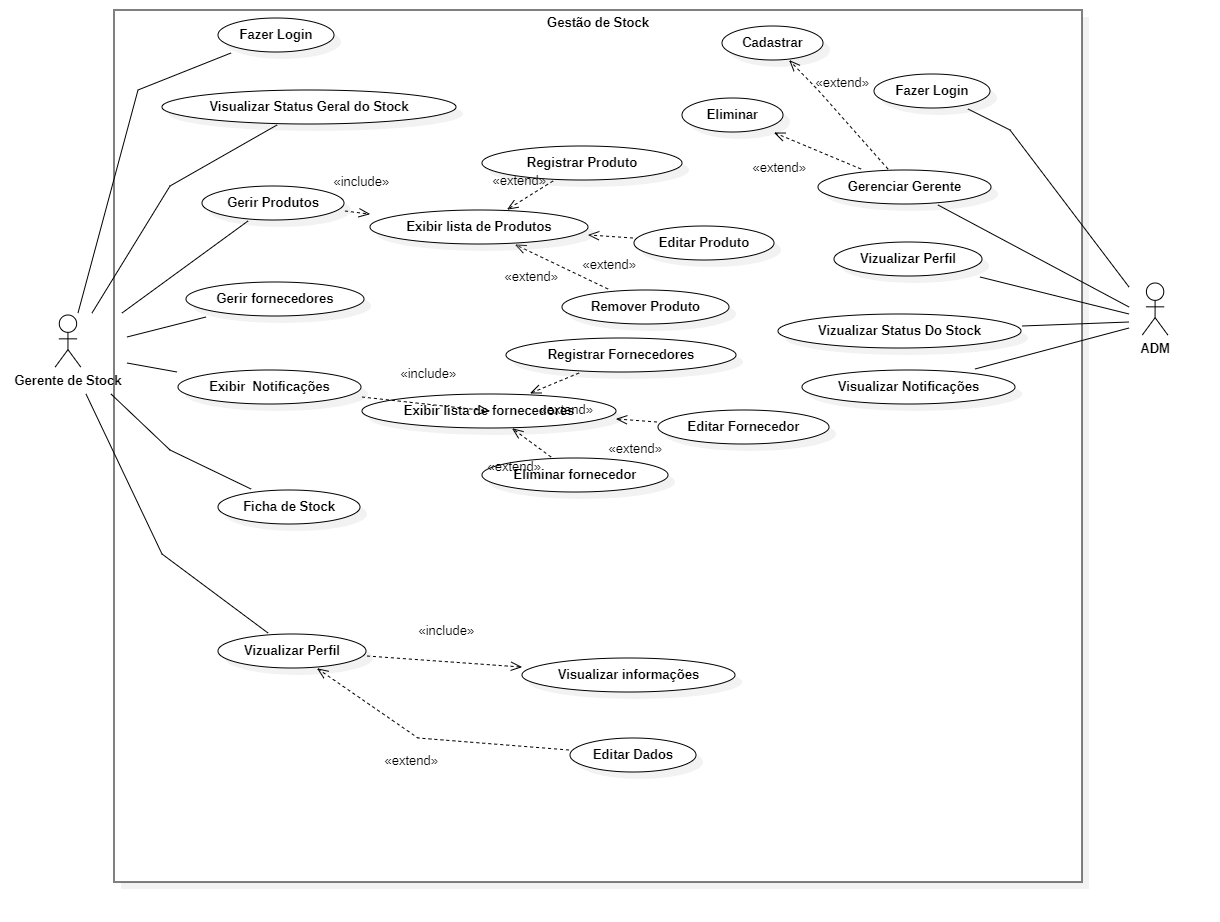 Gestão de Stock
Fazer Login
Cadastrar
«extend»
Fazer Login
Visualizar Status Geral do Stock
Eliminar
Registrar Produto
«extend»
«include»
«extend»
Gerenciar Gerente
Gerir Produtos
Exibir lista de Produtos
Editar Produto
Vizualizar Perfil
«extend»
«extend»
Gerir fornecedores
Remover Produto
Vizualizar Status Do Stock
ADM
Registrar Fornecedores
«include»
Gerente de Stock
Exibir  Notificações
Visualizar Notificações
Exibir lista de fornecedores
«extend»
Editar Fornecedor
«extend»
«extend»
Eliminar fornecedor
Ficha de Stock
«include»
Vizualizar Perfil
Visualizar informações
Editar Dados
«extend»